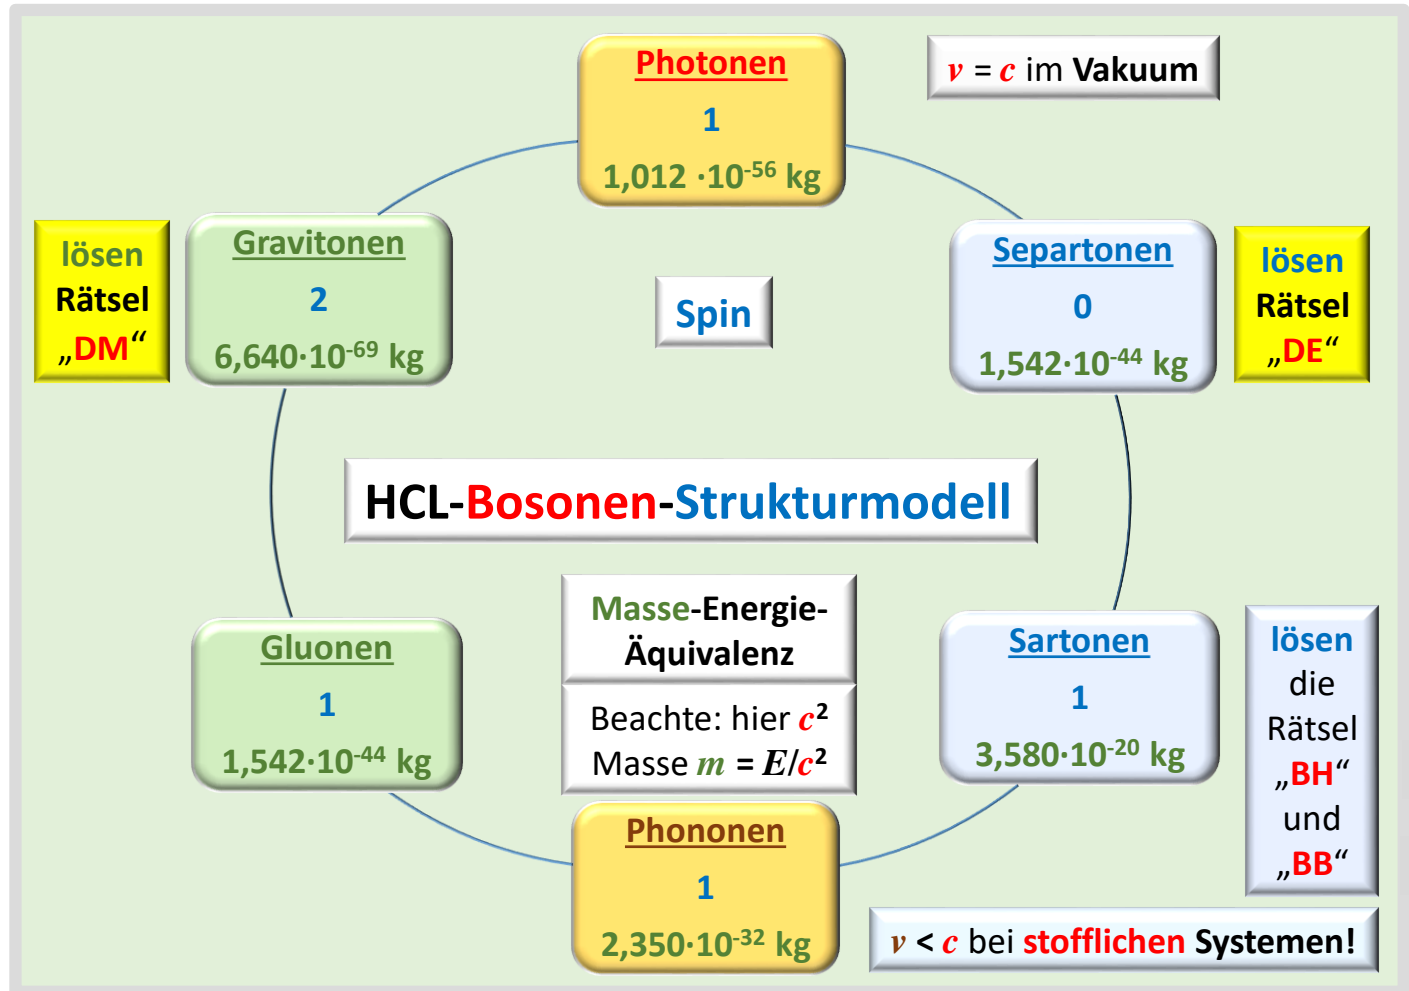 Photonen
1
1,012 ·10⁻⁵⁶ kg
v = c im Vakuum
lösen
Rätsel
„DM“
Gravitonen
2
6,640·10⁻⁶⁹ kg
Spin
Separtonen
0
1,542·10⁻⁴⁴ kg
lösen
Rätsel
„DE“
HCL-Bosonen-Strukturmodell
Gluonen
1
1,542·10⁻⁴⁴ kg
Masse-Energie-
Äquivalenz
Beachte: hier c²
Masse m = E/c²
Sartonen
1
3,580·10⁻²⁰ kg
lösen
die
Rätsel
„BH“
und
„BB“
Phononen
1
2,350·10⁻³² kg
v < c bei stofflichen Systemen!